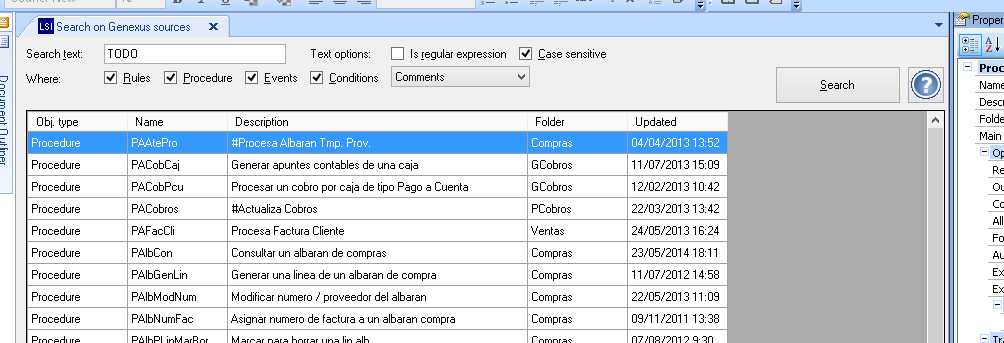 LSI Search on Genexus sources X
Search text: TODO Text options: Is regular expression Case sensitive
Where: Rules Procedure Events Conditions Comments Search ?
Obj. type Name Description Folder Updated
Procedure PAAtePro #Procesa Albaran Tmp. Prov. Compras 04/04/2013 13:52
Procedure PACobCaj Generar apuntes contables de una caja GCobros 11/07/2013 15:09
Procedure PACobPcu Procesar un cobro por caja de tipo Pago a Cuenta GCobros 12/02/2013 10:42
Procedure PACobros #Actualiza Cobros PCobros 22/03/2013 13:42
Procedure PAFacCli Procesa Factura Cliente Ventas 24/05/2013 16:24
Procedure PAlbCon Consultar un albaran de compras Compras 23/05/2014 18:11
Procedure PAlbGenLin Generar una linea de un albaran de compra Compras 11/07/2012 14:58
Procedure PAlbModNum Modificar numero / proveedor del albaran Compras 22/05/2013 11:09
Procedure PAlbNumFac Asignar numero de factura a un albaran compra Compras 09/11/2011 13:38
Procedure PAlbPLinMarBor Marcar para borrar una lin alb Compras 07/08/2012 9:30
Document Outliner
Proper
A Z
Proc
Name
Descr
Folde
Main
Op
Re
Ou
Co
All
Fo
Au
Ex
Ex
Tr